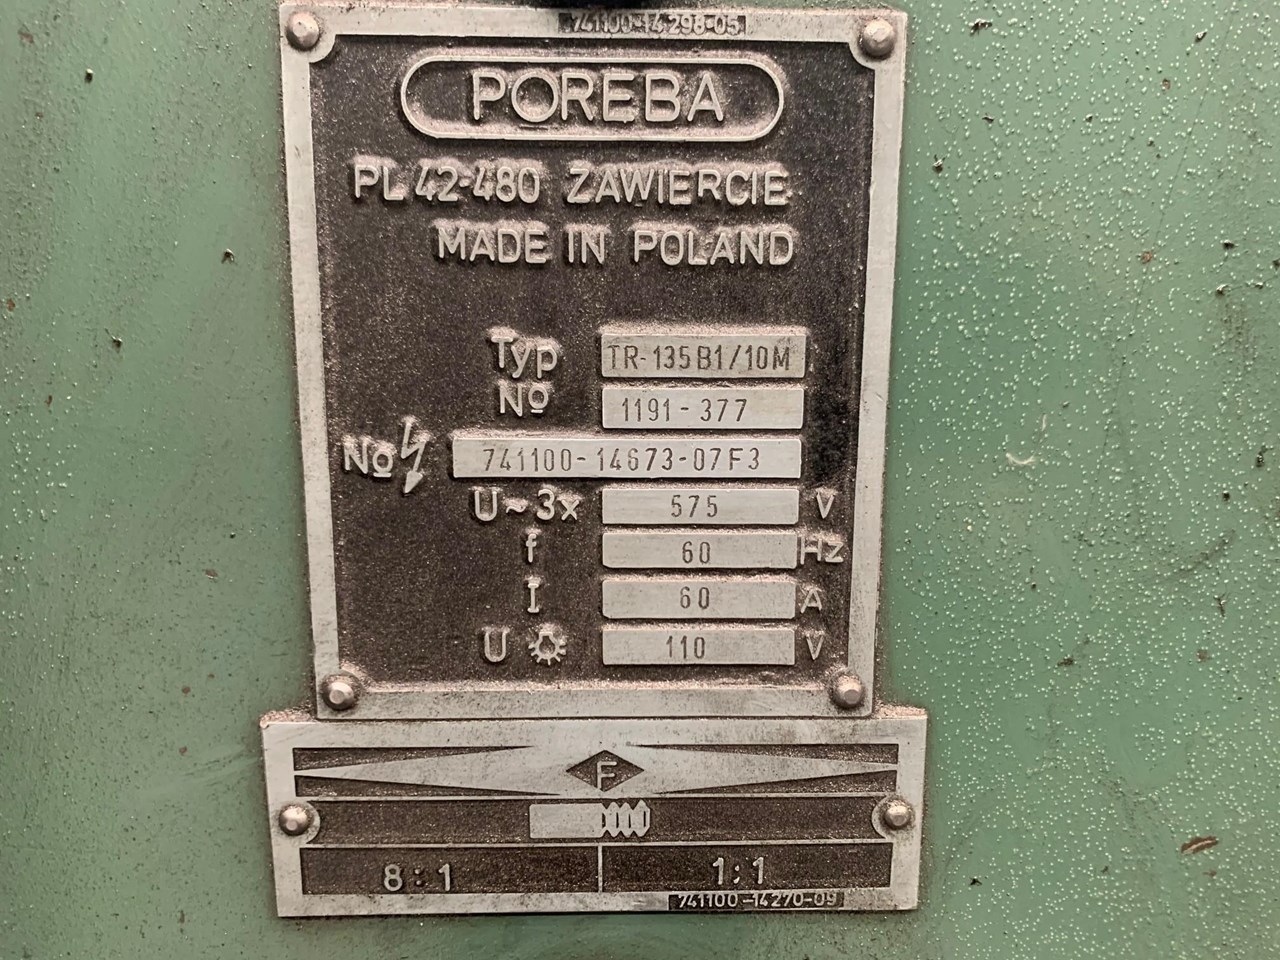 741100-14298-05
POREBA
PL 42-480 ZAWIERCIE
MADE IN POLAND
Typ TR-135B1/10M
Nº 1191-377
Nº 741100-14673-07F3
U~3x 575 V
f 60 Hz
I 60 A
U 110 V
F
8:1 1:1
741100-14270-09